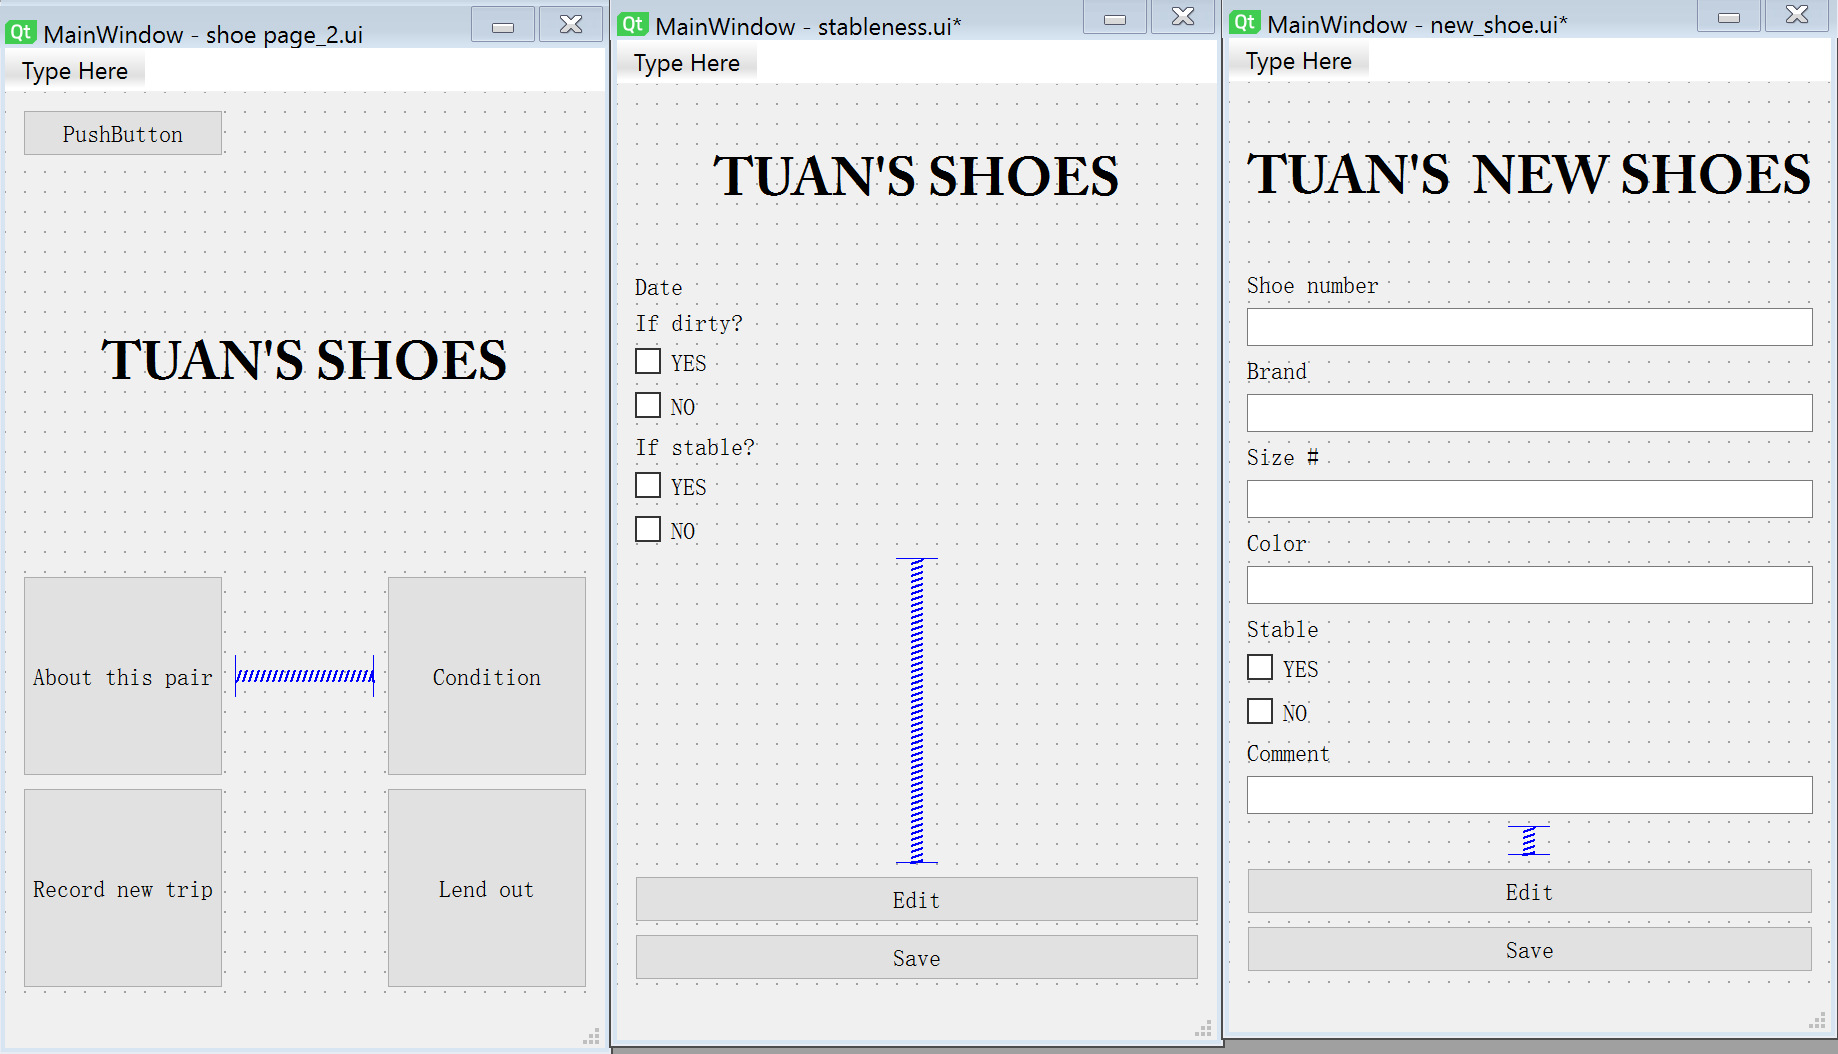 Qt MainWindow - shoe page_2.ui
Type Here
PushButton
TUAN'S SHOES
About this pair
Condition
Record new trip
Lend out
Qt MainWindow - stableness.ui*
Type Here
TUAN'S SHOES
Date
If dirty?
YES
NO
If stable?
YES
NO
Edit
Save
Qt MainWindow - new_shoe.ui*
Type Here
TUAN'S NEW SHOES
Shoe number
Brand
Size #
Color
Stable
YES
NO
Comment
Edit
Save